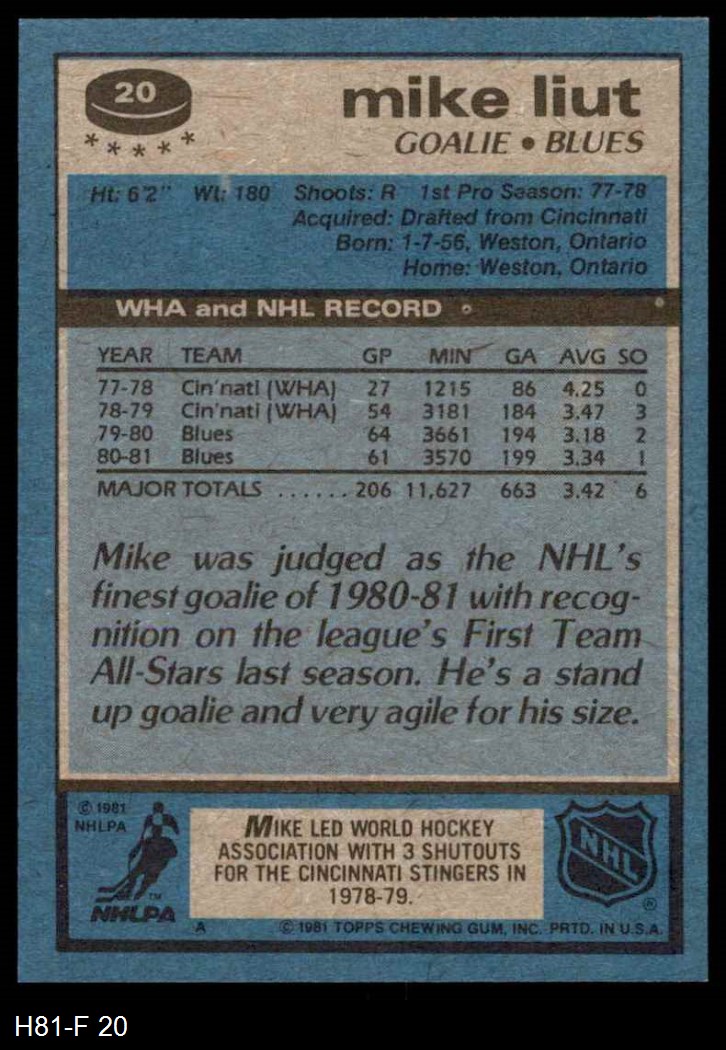 20
mike liut
* * * * *
GOALIE • BLUES
Ht: 6'2" Wt: 180 Shoots: R 1st Pro Season: 77-78
Acquired: Drafted from Cincinnati
Born: 1-7-56, Weston, Ontario
Home: Weston, Ontario
WHA and NHL RECORD
YEAR TEAM GP MIN GA AVG SO
77-78 Cin'nati (WHA) 27 1215 86 4.25 0
78-79 Cin'nati (WHA) 54 3181 184 3.47 3
79-80 Blues 64 3661 194 3.18 2
80-81 Blues 61 3570 199 3.34 1
MAJOR TOTALS ...... 206 11,627 663 3.42 6
Mike was judged as the NHL's
finest goalie of 1980-81 with recog-
nition on the league's First Team
All-Stars last season. He's a stand
up goalie and very agile for his size.
© 1981
NHLPA
NHLPA
TM
MIKE LED WORLD HOCKEY
ASSOCIATION WITH 3 SHUTOUTS
FOR THE CINCINNATI STINGERS IN
1978-79.
NHL
®
A © 1981 TOPPS CHEWING GUM, INC. PRTD. IN U.S.A.
H81-F 20